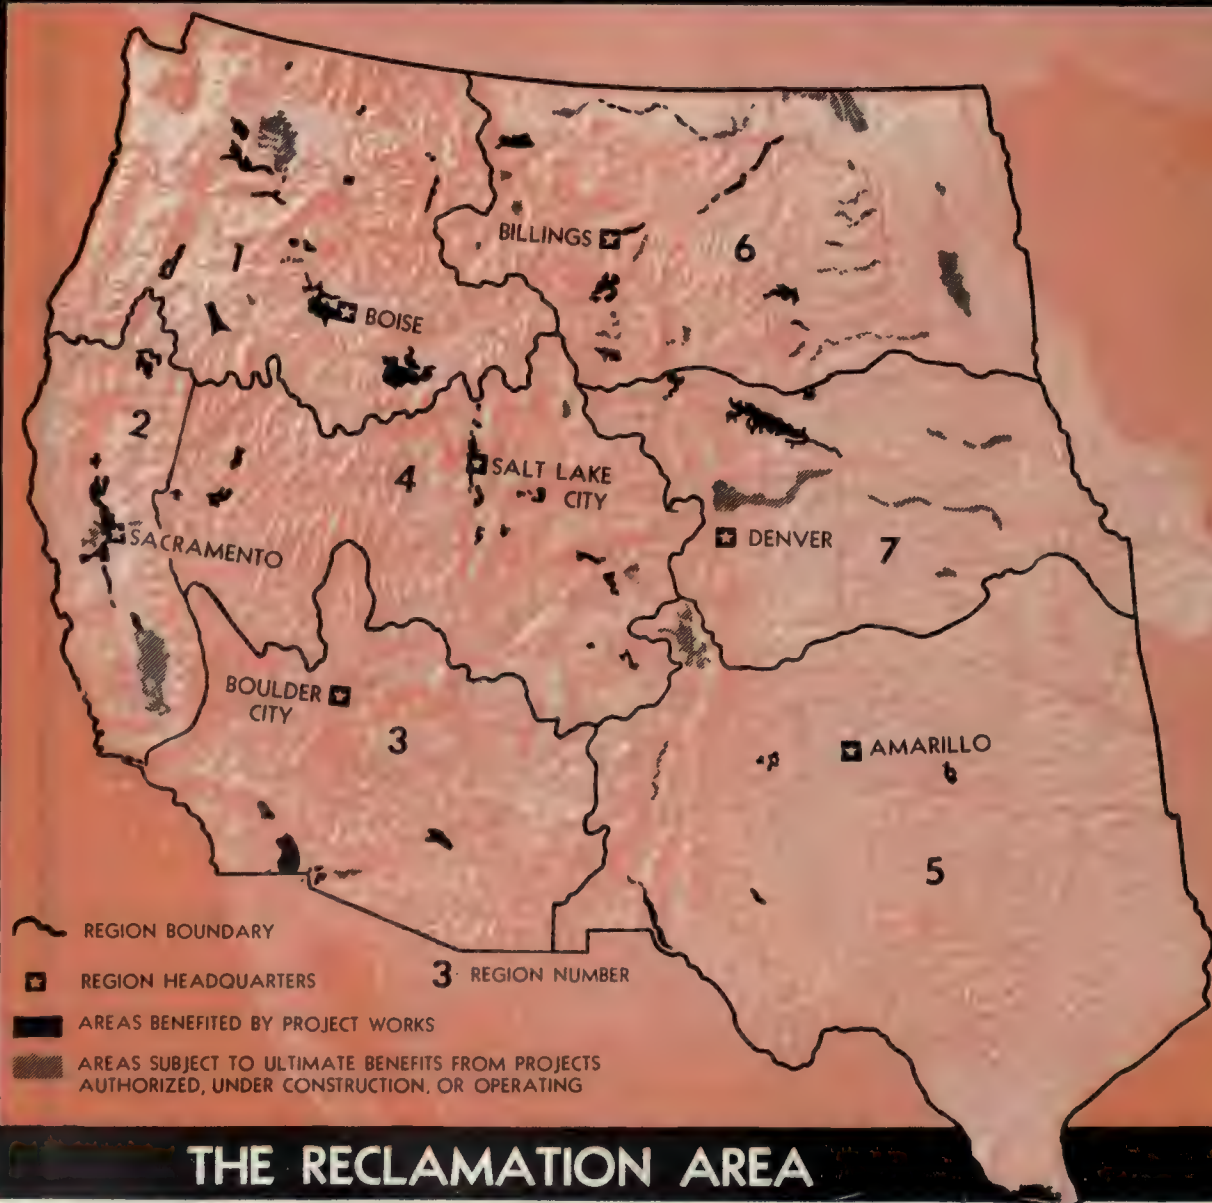 BILLINGS
6
1
BOISE
2
4
SALT LAKE
CITY
SACRAMENTO
DENVER
7
BOULDER
CITY
3
AMARILLO
5
REGION BOUNDARY
REGION HEADQUARTERS
3 REGION NUMBER
AREAS BENEFITED BY PROJECT WORKS
AREAS SUBJECT TO ULTIMATE BENEFITS FROM PROJECTS
AUTHORIZED, UNDER CONSTRUCTION, OR OPERATING
THE RECLAMATION AREA